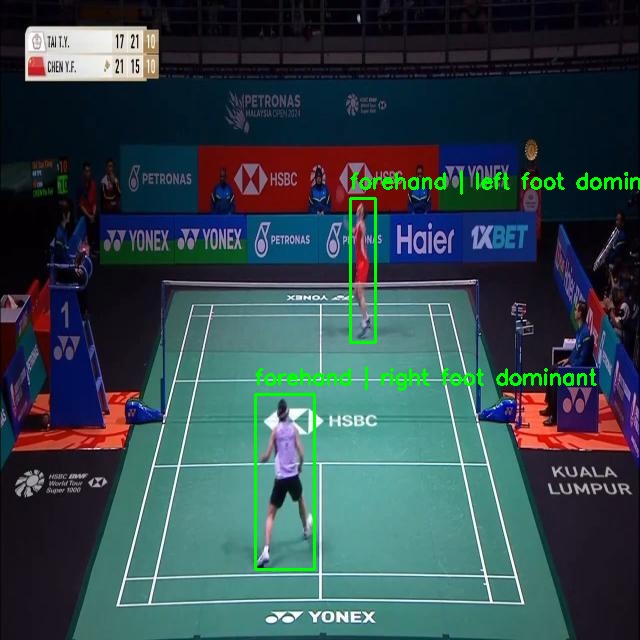 TAI T.Y. 17 21 10
CHEN Y.F. 21 15 10
PETRONAS
MALAYSIA OPEN 2024
PETRONAS
HSBC
HSBC
YONEX
forehand | left foot domin
YONEX
YONEX
PETRONAS
PETRONAS
Haier
1XBET
1
YONEX
forehand | right foot dominant
HSBC
HSBC BWF
World Tour
Super 1000
KUALA
LUMPUR
YONEX